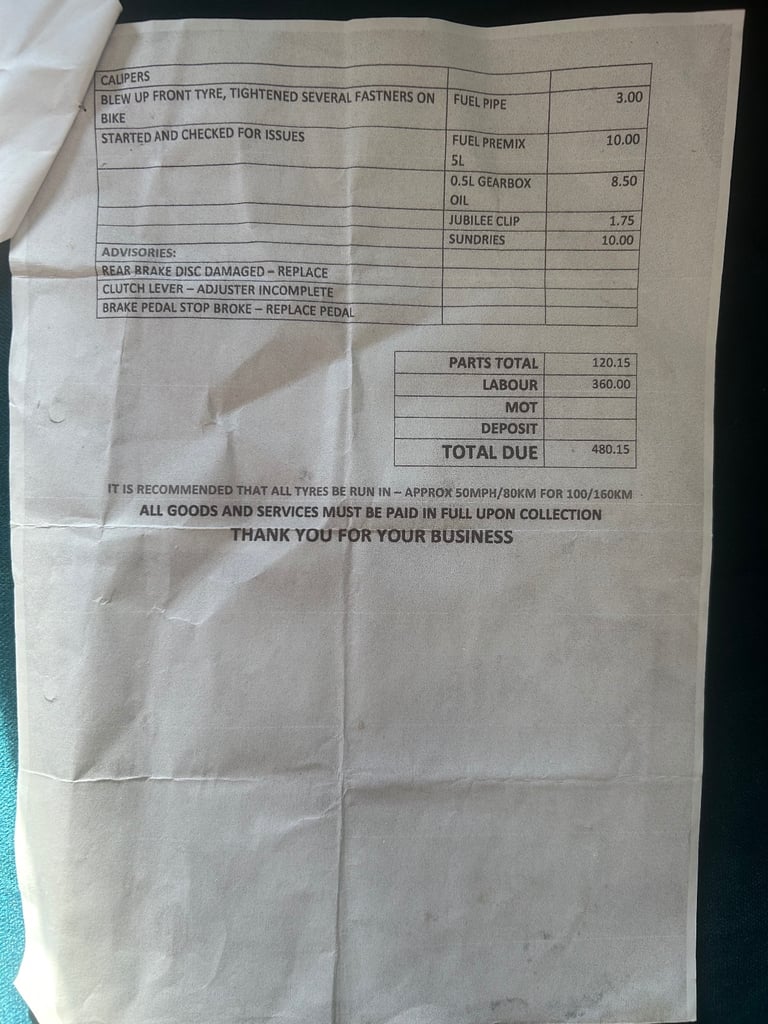 CALIPERS
BLEW UP FRONT TYRE, TIGHTENED SEVERAL FASTNERS ON FUEL PIPE 3.00
BIKE
STARTED AND CHECKED FOR ISSUES FUEL PREMIX 10.00
5L
0.5L GEARBOX 8.50
OIL
JUBILEE CLIP 1.75
SUNDRIES 10.00
ADVISORIES:
REAR BRAKE DISC DAMAGED – REPLACE
CLUTCH LEVER – ADJUSTER INCOMPLETE
BRAKE PEDAL STOP BROKE – REPLACE PEDAL
PARTS TOTAL 120.15
LABOUR 360.00
MOT
DEPOSIT
TOTAL DUE 480.15
IT IS RECOMMENDED THAT ALL TYRES BE RUN IN – APPROX 50MPH/80KM FOR 100/160KM
ALL GOODS AND SERVICES MUST BE PAID IN FULL UPON COLLECTION
THANK YOU FOR YOUR BUSINESS